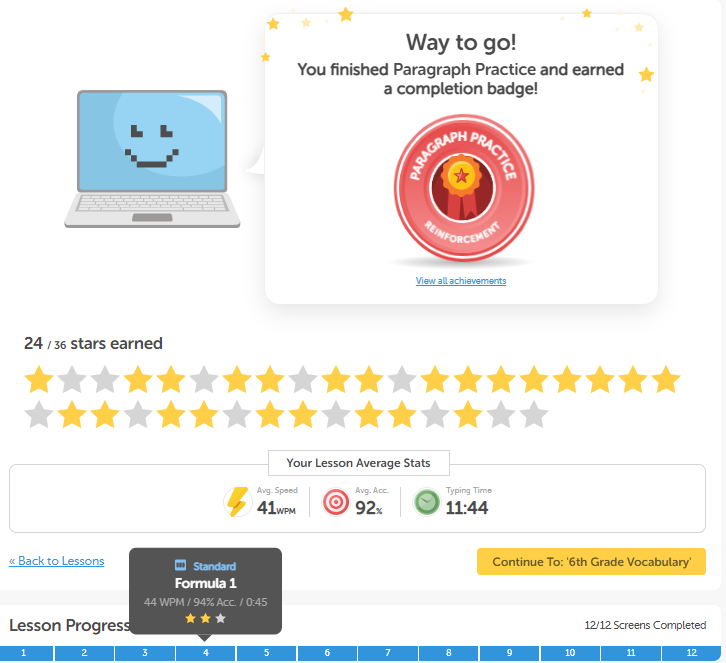 Way to go!
You finished Paragraph Practice and earned
a completion badge!
PARAGRAPH PRACTICE
REINFORCEMENT
View all achievements
24 / 36 stars earned
Your Lesson Average Stats
Avg. Speed
41WPM
Avg. Acc.
92%
Typing Time
11:44
« Back to Lessons
Continue To: '6th Grade Vocabulary'
Standard
Formula 1
44 WPM / 94% Acc. / 0:45
Lesson Progress
12/12 Screens Completed
1 2 3 4 5 6 7 8 9 10 11 12